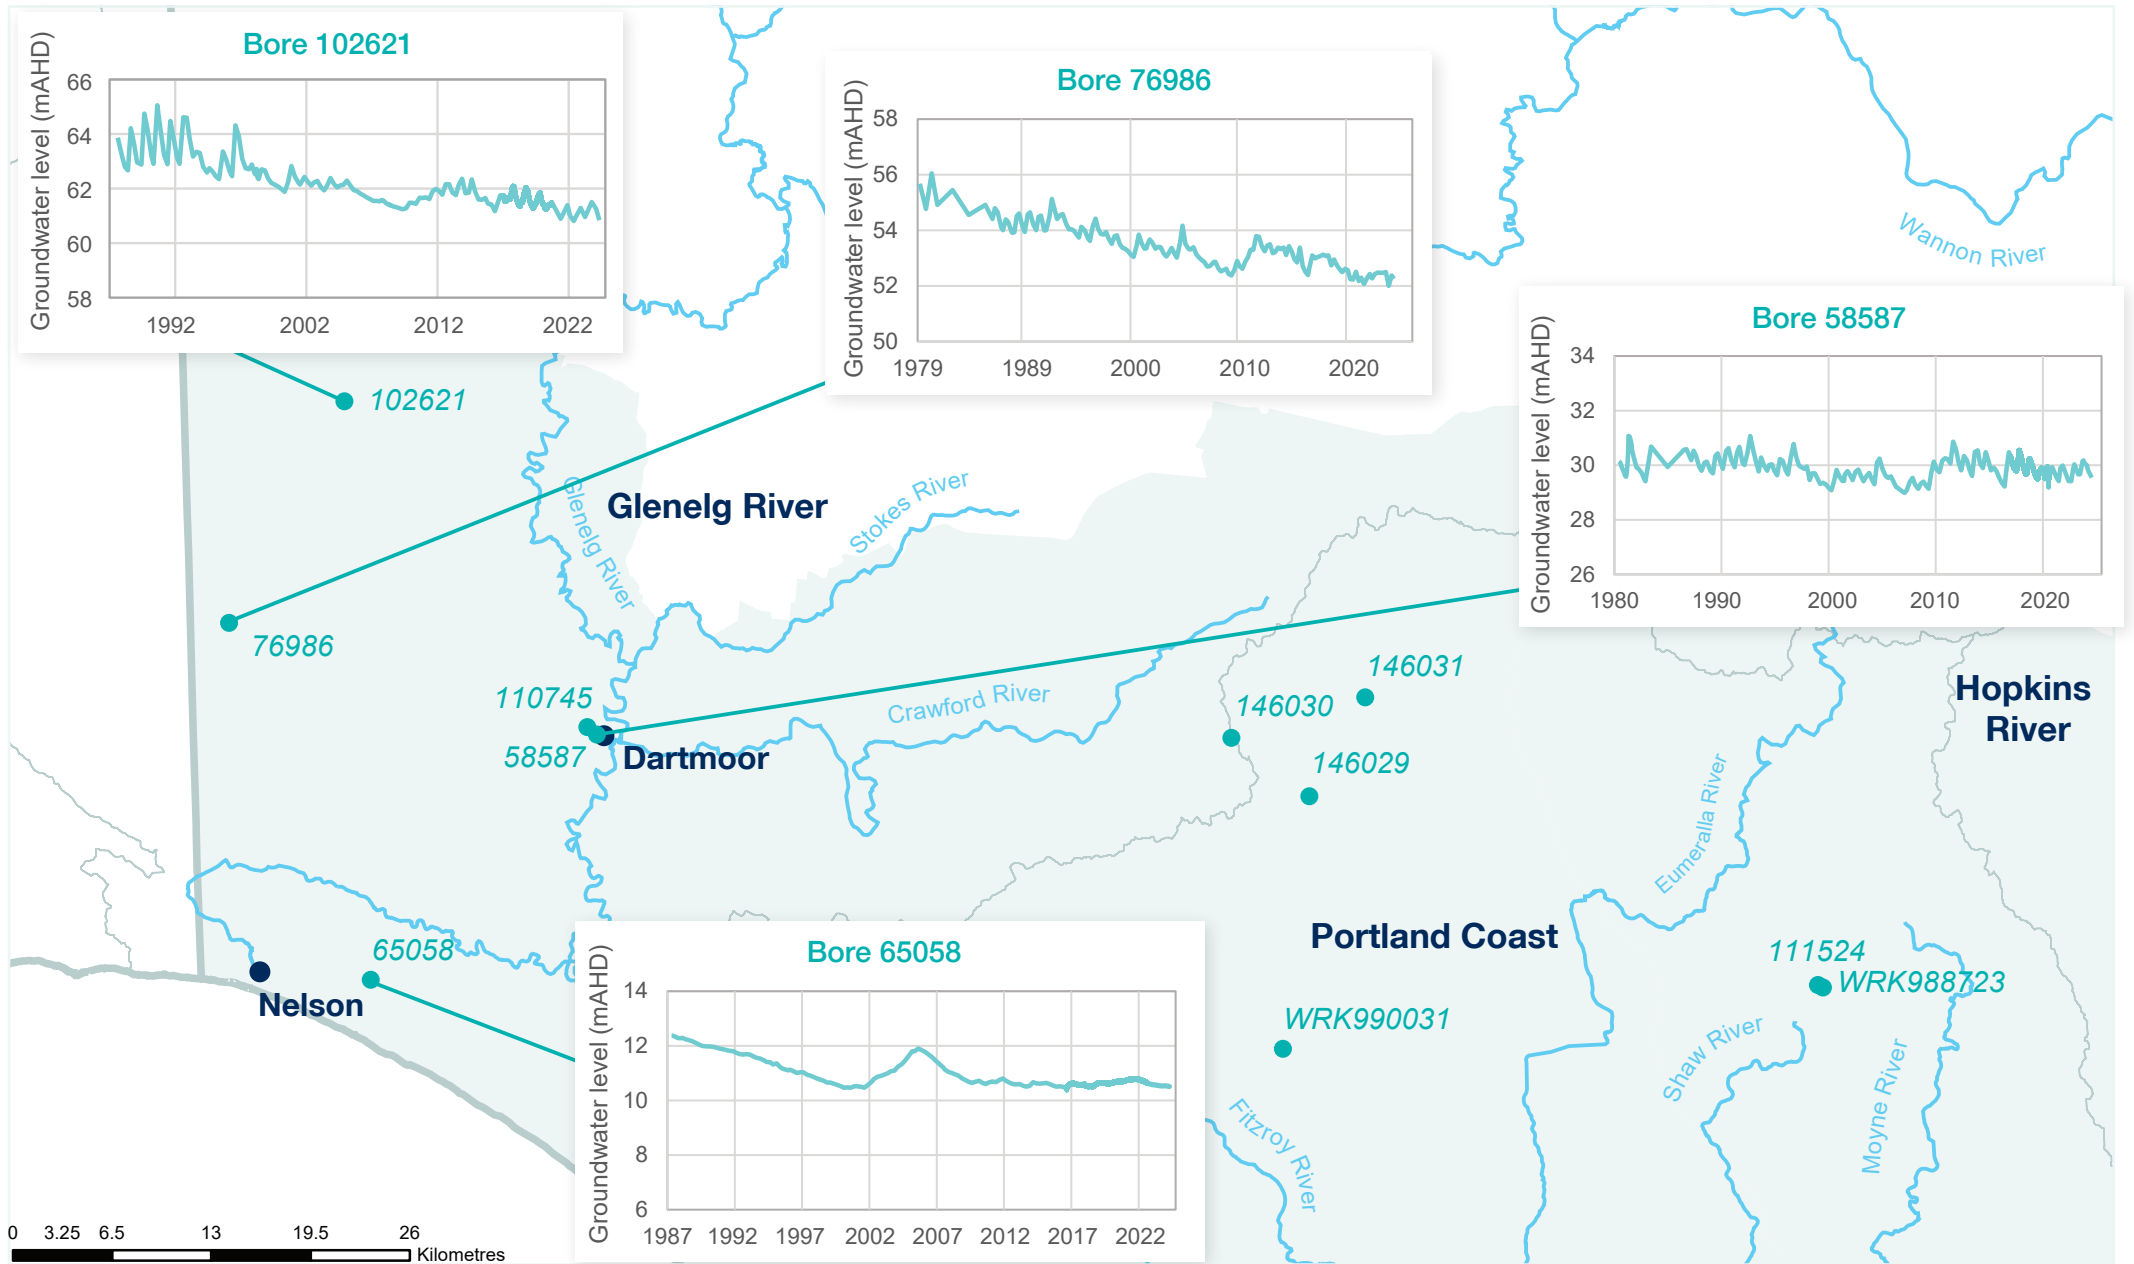 Bore 102621
Groundwater level (mAHD)
66
64
62
60
58
1992
2002
2012
2022
Bore 76986
Groundwater level (mAHD)
58
56
54
52
50
1979
1989
2000
2010
2020
Wannon River
Bore 58587
Groundwater level (mAHD)
34
32
30
28
26
1980
1990
2000
2010
2020
102621
Glenelg River
Glenelg River
Stokes River
76986
110745
58587
Dartmoor
Crawford River
146031
146030
146029
Hopkins
River
Eumeralla River
Portland Coast
65058
Nelson
Bore 65058
Groundwater level (mAHD)
14
12
10
8
6
1987
1992
1997
2002
2007
2012
2017
2022
111524
WRK988723
WRK990031
Shaw River
Moyne River
Fitzroy River
0
3.25
6.5
13
19.5
26
Kilometres